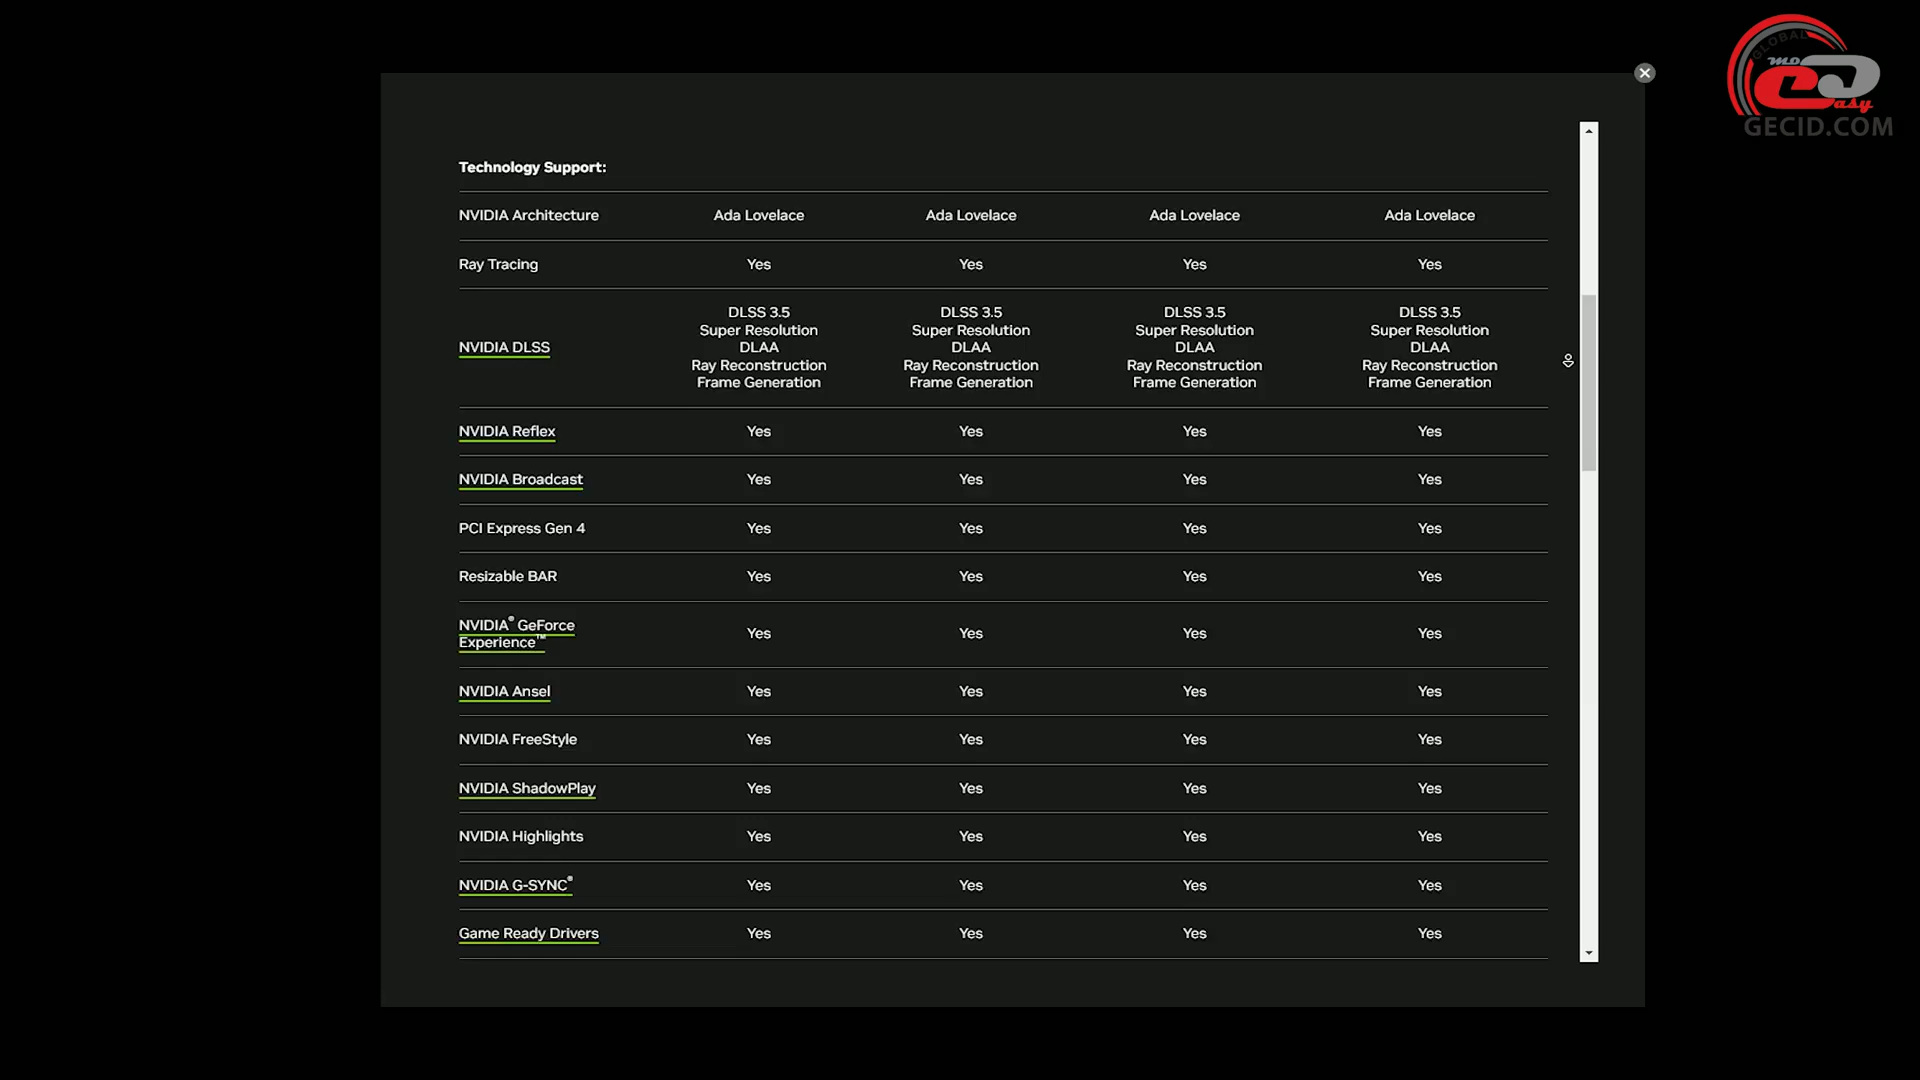 GLOBAL
mo
easy
GECID.COM
Technology Support:
NVIDIA Architecture Ada Lovelace Ada Lovelace Ada Lovelace Ada Lovelace
Ray Tracing Yes Yes Yes Yes
DLSS 3.5 DLSS 3.5 DLSS 3.5 DLSS 3.5
Super Resolution Super Resolution Super Resolution Super Resolution
NVIDIA DLSS DLAA DLAA DLAA DLAA
Ray Reconstruction Ray Reconstruction Ray Reconstruction Ray Reconstruction
Frame Generation Frame Generation Frame Generation Frame Generation
NVIDIA Reflex Yes Yes Yes Yes
NVIDIA Broadcast Yes Yes Yes Yes
PCI Express Gen 4 Yes Yes Yes Yes
Resizable BAR Yes Yes Yes Yes
NVIDIA® GeForce
Experience™ Yes Yes Yes Yes
NVIDIA Ansel Yes Yes Yes Yes
NVIDIA FreeStyle Yes Yes Yes Yes
NVIDIA ShadowPlay Yes Yes Yes Yes
NVIDIA Highlights Yes Yes Yes Yes
NVIDIA G-SYNC® Yes Yes Yes Yes
Game Ready Drivers Yes Yes Yes Yes